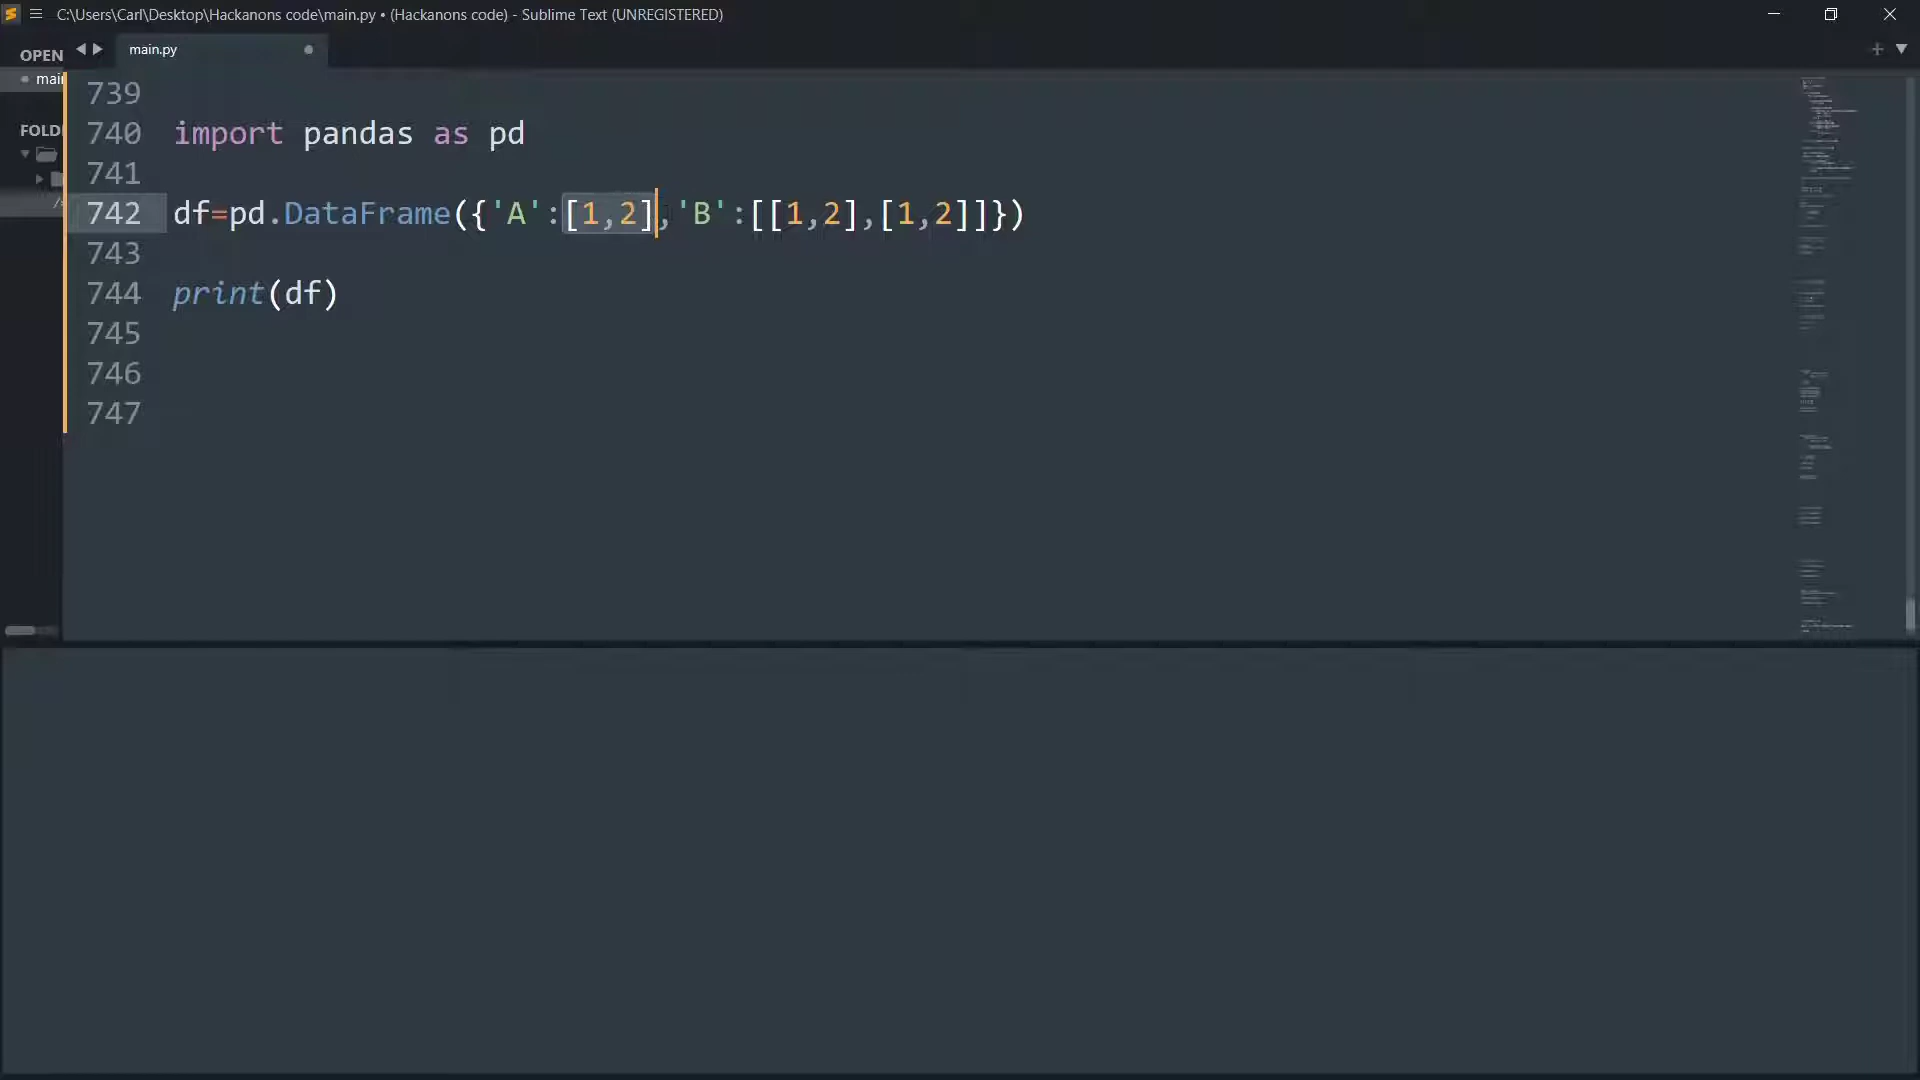 C:\Users\Carl\Desktop\Hackanons code\main.py • (Hackanons code) - Sublime Text (UNREGISTERED)
OPEN
main.py
mai
FOLD
739
740 import pandas as pd
741
742 df=pd.DataFrame({'A':[1,2],'B':[[1,2],[1,2]]})
743
744 print(df)
745
746
747